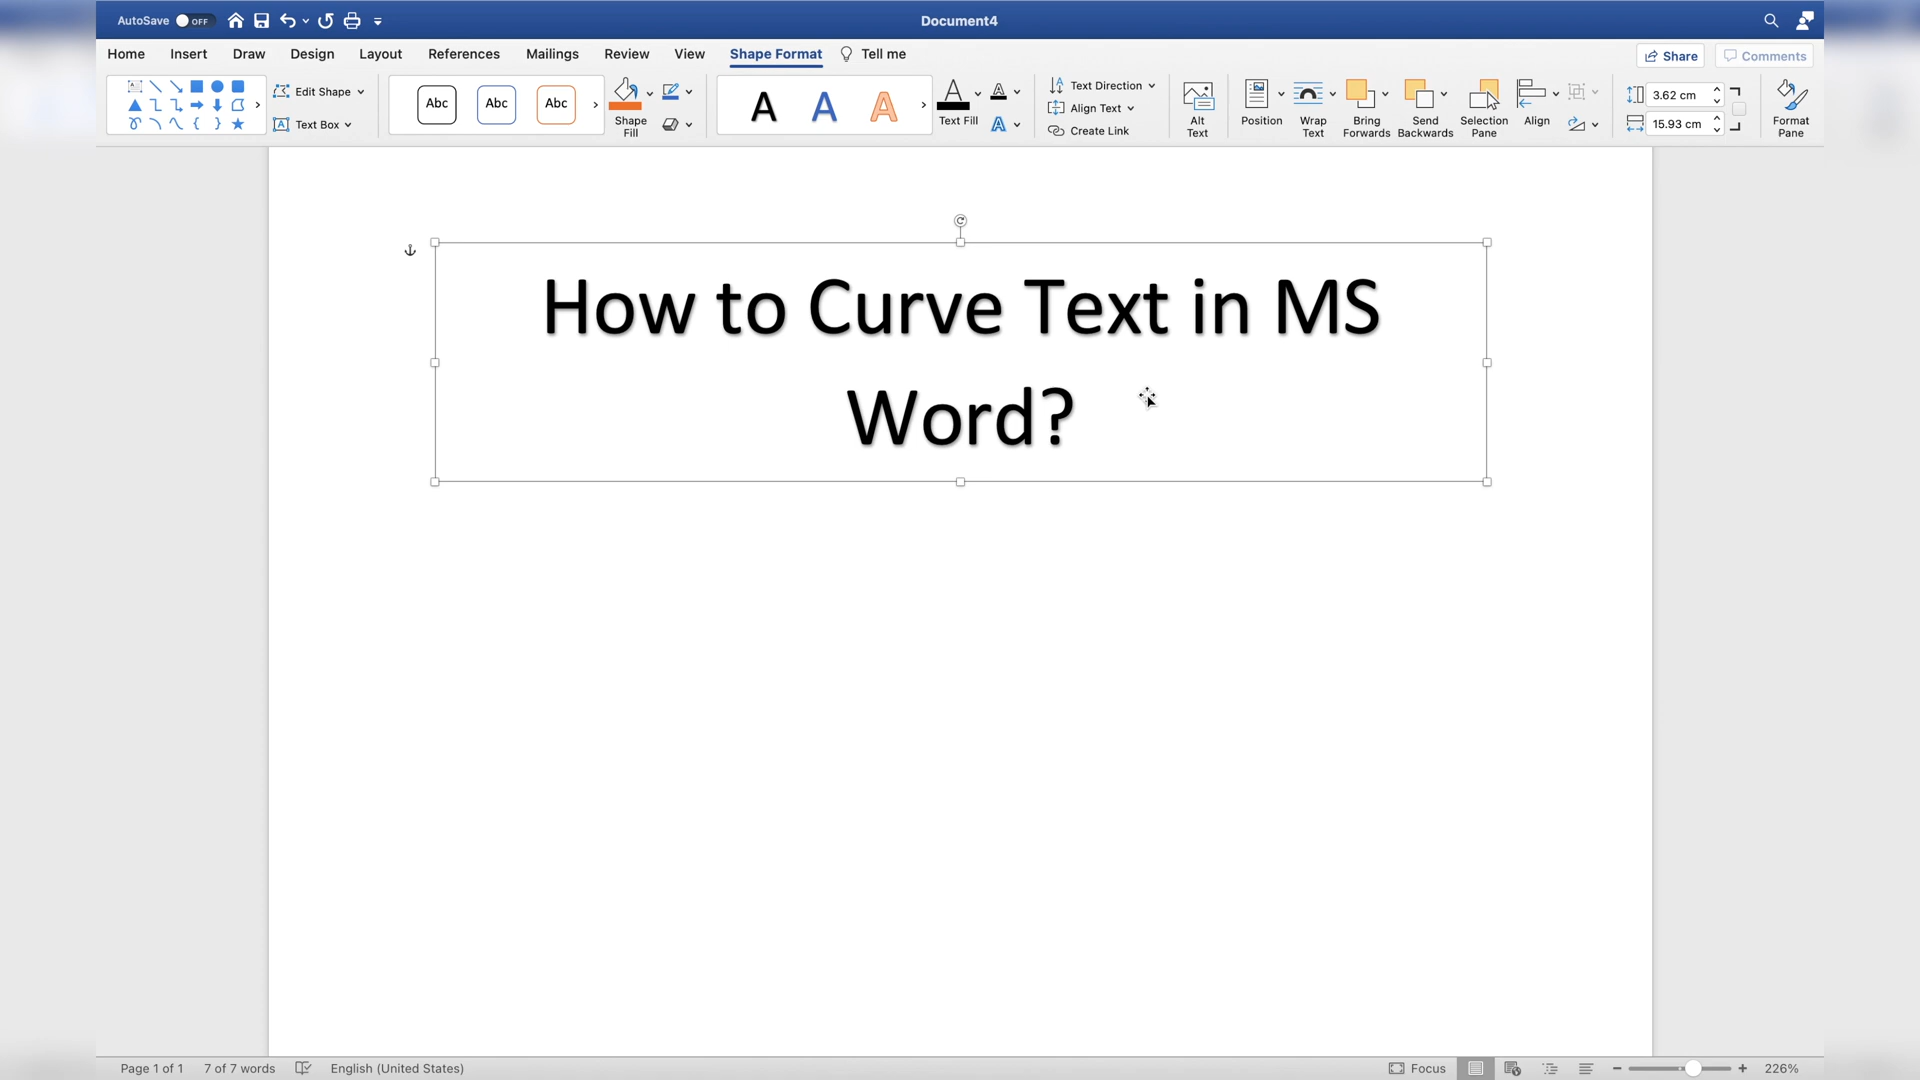 AutoSave OFF
Document4
Home Insert Draw Design Layout References Mailings Review View Shape Format Tell me
Share Comments
Edit Shape
Text Box
Abc Abc Abc
Shape Fill
A A A
Text Fill
Text Direction
Align Text
Create Link
Alt Text
Position
Wrap Text
Bring Forwards
Send Backwards
Selection Pane
Align
3.62 cm
15.93 cm
Format Pane
How to Curve Text in MS
Word?
Page 1 of 1 7 of 7 words English (United States) Focus 226%